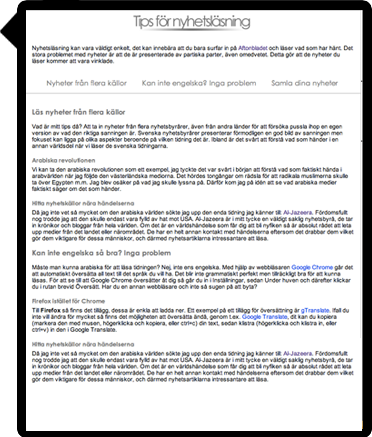 Tips för nyhetsläsning
Nyhetsläsning kan vara väldigt enkelt, det kan innebära att du bara surfar in på Aftonbladet och läser vad som har hänt. Det
stora problemet med nyheter är att de är presenterade av partiska parter, även omedvetet. Detta gör att de nyheter du
läser kommer att vara vinklade.
Nyheter från flera källor Kan inte engelska? Inga problem Samla dina nyheter
Läs nyheter från flera källor
Vad är mitt tips då? Att ta in nyheter från flera nyhetsbyråer, även från andra länder för att försöka pussla ihop en egen
version av vad den riktiga sanningen är. Svenska nyhetsbyråer presenterar förmodligen en god bild av sanningen men
fokuset kan ligga på olika aspekter beroende på vilken tidning det är. Ibland är det svårt att förstå vad som händer i en
annan världsdel när vi läser de svenska tidningarna.
Arabiska revolutionen
Vi kan ta den arabiska revolutionen som ett exempel, jag tyckte det var svårt i början att förstå vad som faktiskt hända i
arabvärlden när jag följde den västerländska medierna. Det hördes tongångar om rädsla för att radikala muslimerna skulle
ta över Egypten m.m. Jag blev osäker på vad jag skulle lyssna på. Därför kom jag på idén att se vad arabiska medier
faktiskt säger om det som händer.
Hitta nyhetskällor nära händelserna
Då jag inte vet så mycket om den arabiska världen sökte jag upp den enda tidning jag känner till: Al-Jazeera. Fördomsfullt
nog trodde jag att den skulle endast vara fylld av hat mot USA. Al-Jazeera är i mitt tycke en väldigt saklig nyhetsbyrå, de tar
in krönikor och bloggar från hela världen. Om det är en världshändelse som får dig att bli nyfiken så är absolut rådet att leta
upp medier från det landet eller närområdet. De har en helt annan kontakt med händelserna eftersom det drabbar dem vilket
gör dem viktigare för dessa människor, och därmed nyhetsartiklarna intressantare att läsa.
Kan inte engelska så bra? Inga problem
Måste man kunna arabiska för att läsa tidningen? Nej, inte ens engelska. Med hjälp av webbläsaren Google Chrome går det
att automatiskt översätta all text till det språk du vill ha. Det blir inte grammatiskt perfekt men tillräckligt bra för att kunna
läsas. För att se till att Google Chrome översätter åt dig så går du in i Inställningar, sedan Under huven och därefter klickar
du i rutan bredvid Översätt. Har du en annan webbläsare och inte så sugen på att byta?
Firefox istället för Chrome
Till Firefox så finns det tillägg, dessa är enkla att ladda ner. Ett exempel på ett tillägg för översättning är gTranslate. Ifall du
inte vill ändra för mycket så finns det möjligheten att översätta ändå, genom t.ex. Google Translate, dit kan du kopiera
(markera den med musen, högerklicka och kopiera, eller ctrl+c) din text, sedan klistra (högerklicka och klistra in, eller
ctrl+v) in den i Google Translate.
Hitta nyhetskällor nära händelserna
Då jag inte vet så mycket om den arabiska världen sökte jag upp den enda tidning jag känner till: Al-Jazeera. Fördomsfullt
nog trodde jag att den skulle endast vara fylld av hat mot USA. Al-Jazeera är i mitt tycke en väldigt saklig nyhetsbyrå, de tar
in krönikor och bloggar från hela världen. Om det är en världshändelse som får dig att bli nyfiken så är absolut rådet att leta
upp medier från det landet eller närområdet. De har en helt annan kontakt med händelserna eftersom det drabbar dem vilket
gör dem viktigare för dessa människor, och därmed nyhetsartiklarna intressantare att läsa.